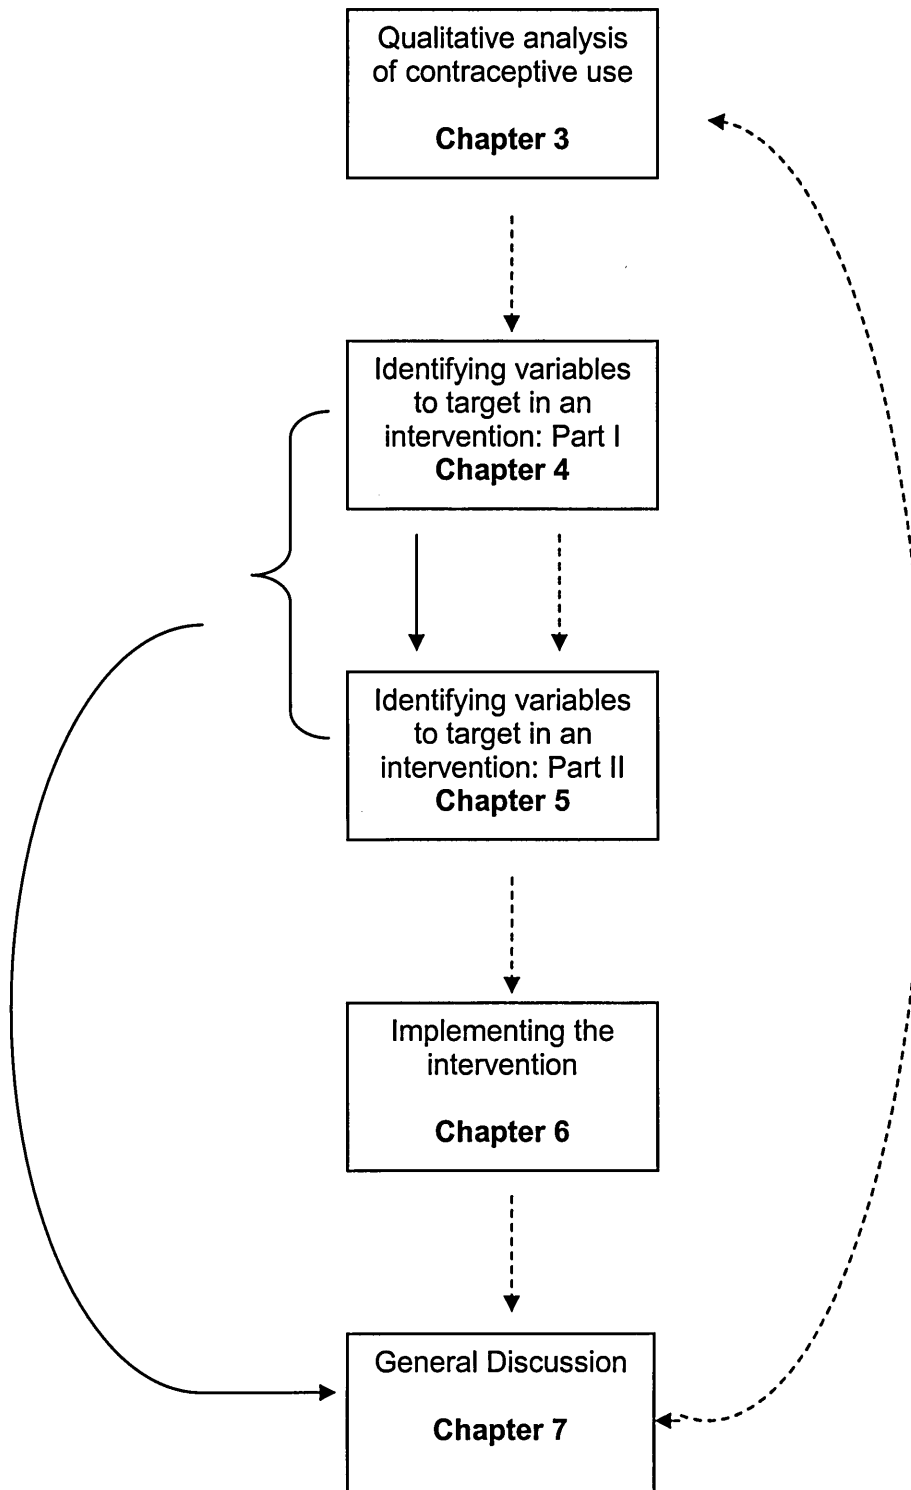 Qualitative analysis
of contraceptive use
Chapter 3
Identifying variables
to target in an
intervention: Part I
Chapter 4
Identifying variables
to target in an
intervention: Part II
Chapter 5
Implementing the
intervention
Chapter 6
General Discussion
Chapter 7